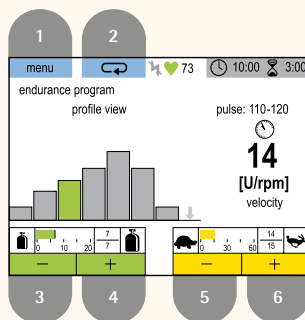 1 2
menu 73 10:00 3:00
endurance program
profile view pulse: 110-120
14
[U/rpm]
velocity
0 10 20 7 7 0 30 60 14 15
− + − +
3 4 5 6